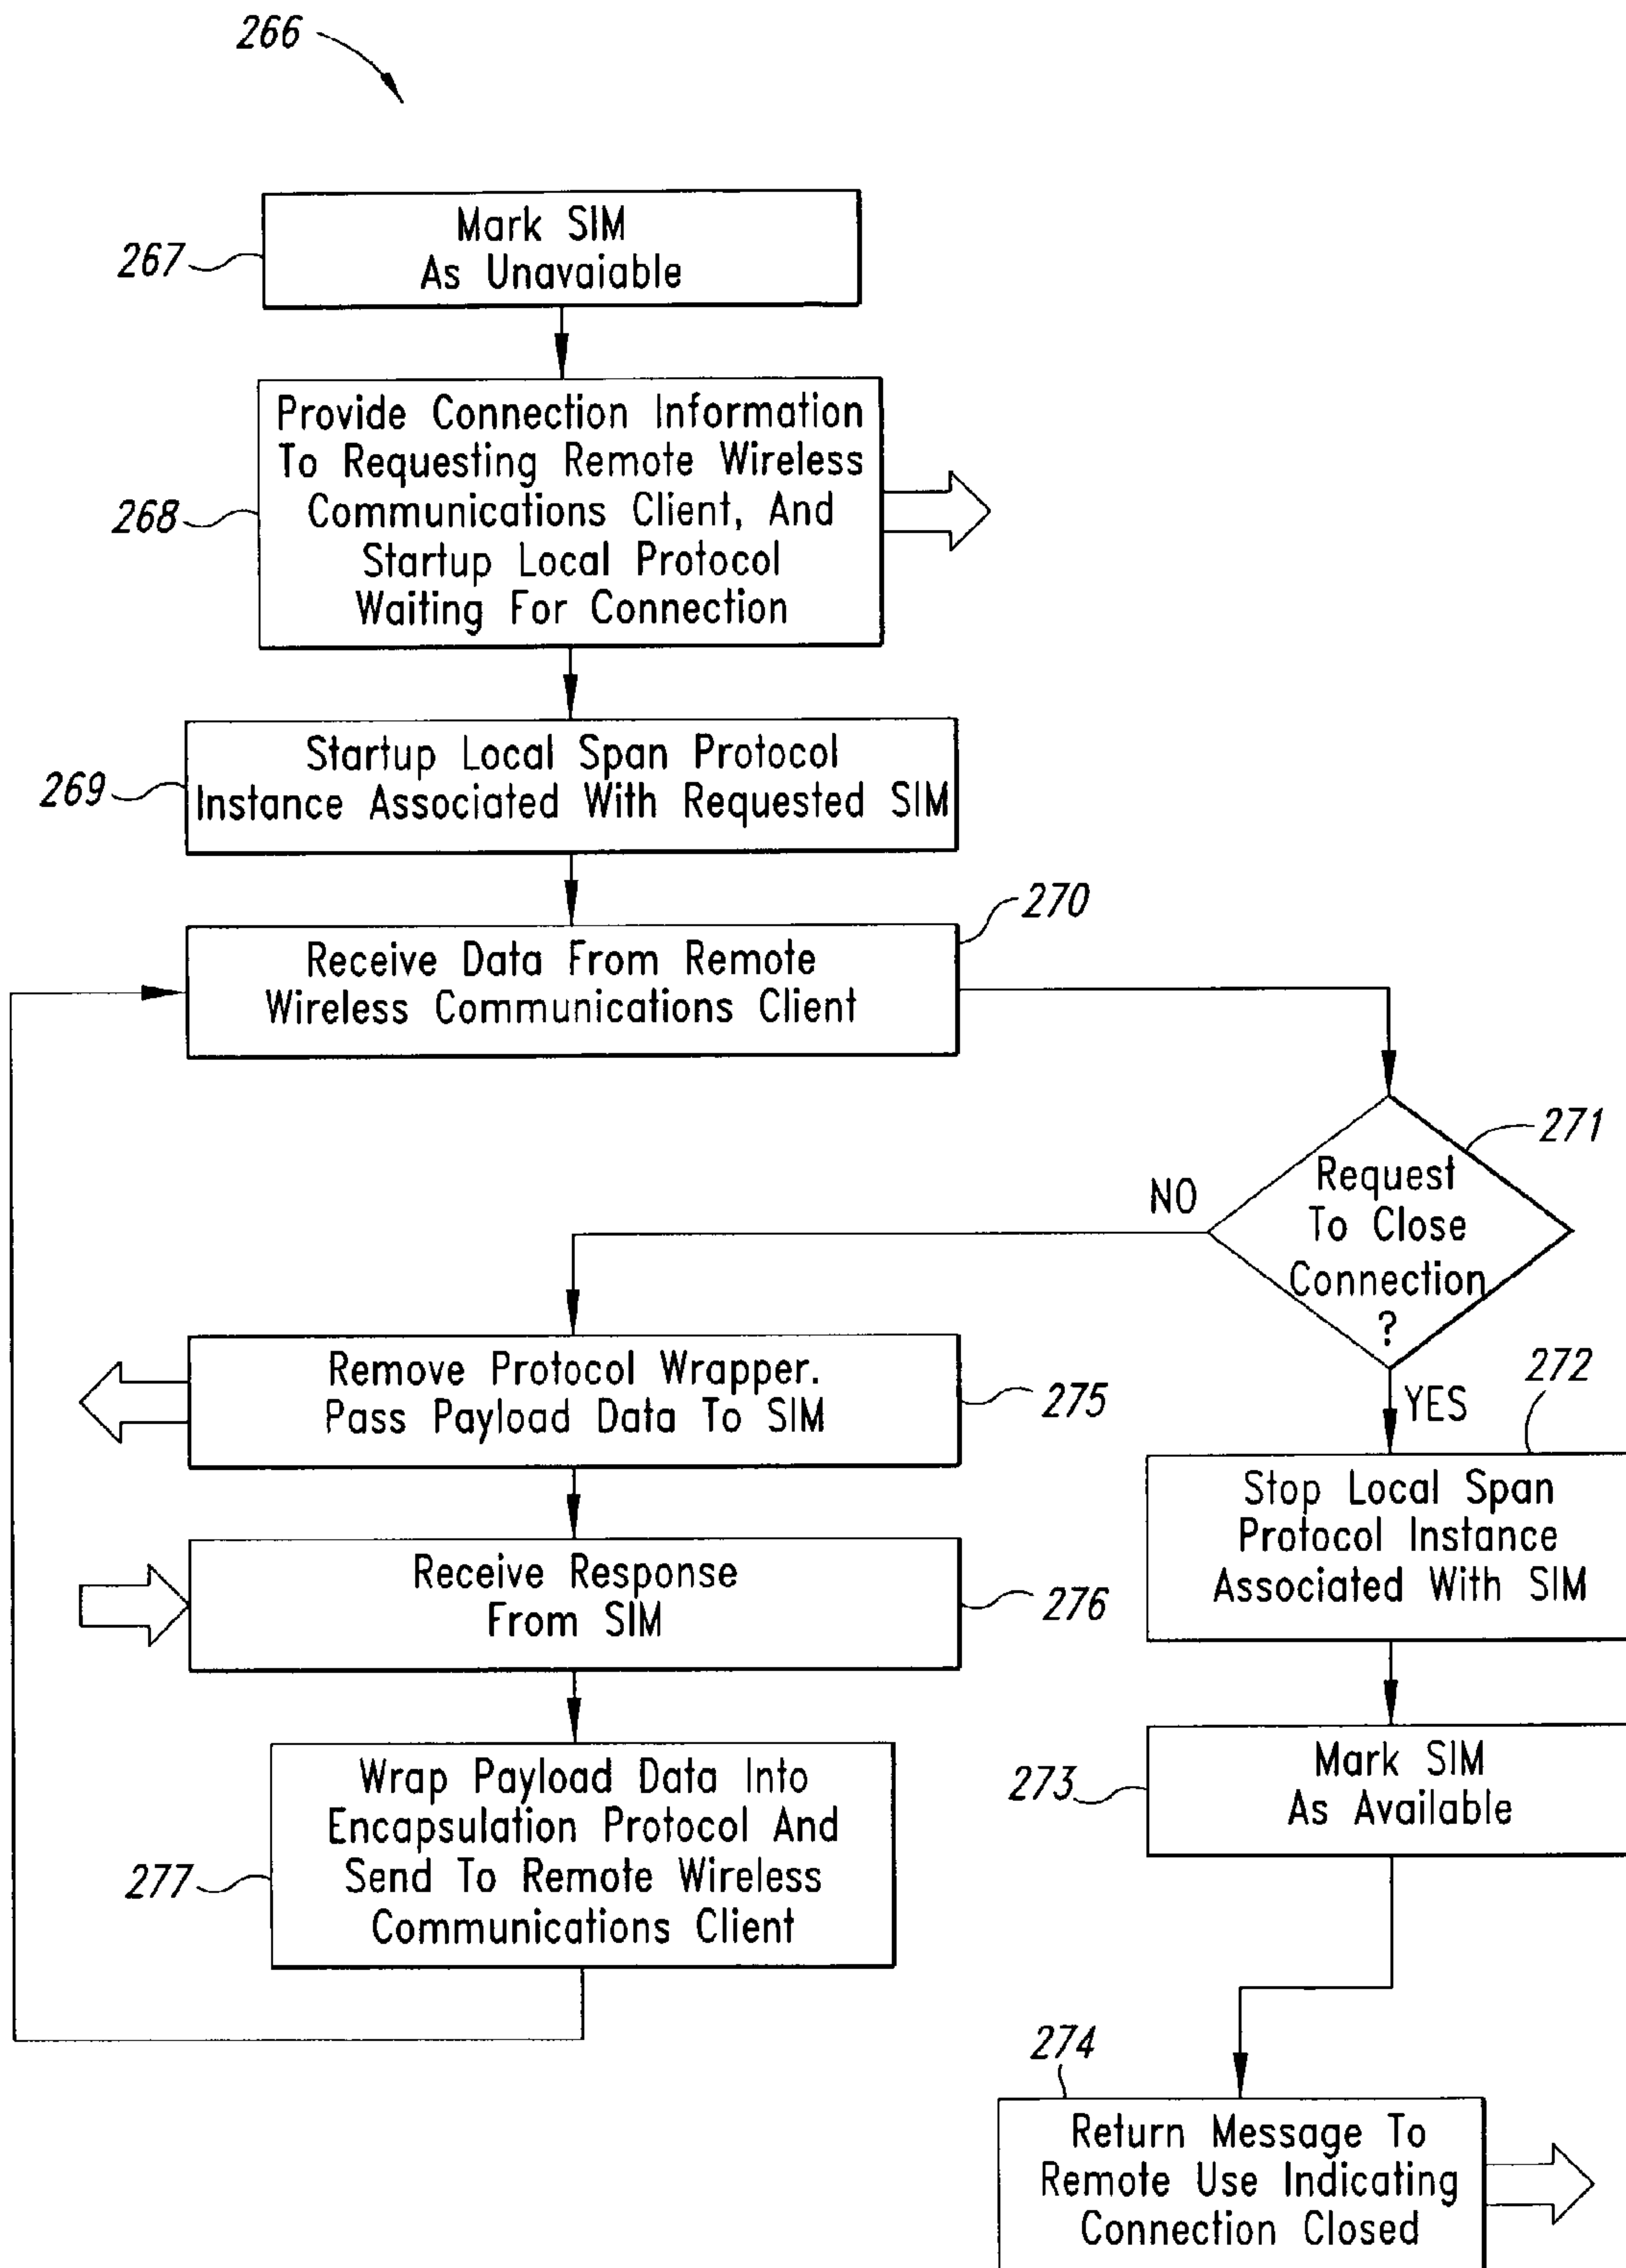 266
267
Mark SIM
As Unavaiable
268
Provide Connection Information
To Requesting Remote Wireless
Communications Client, And
Startup Local Protocol
Waiting For Connection
269
Startup Local Span Protocol
Instance Associated With Requested SIM
270
Receive Data From Remote
Wireless Communications Client
271
Request
To Close
Connection
?
NO
YES
275
Remove Protocol Wrapper.
Pass Payload Data To SIM
276
Receive Response
From SIM
277
Wrap Payload Data Into
Encapsulation Protocol And
Send To Remote Wireless
Communications Client
272
Stop Local Span
Protocol Instance
Associated With SIM
273
Mark SIM
As Available
274
Return Message To
Remote Use Indicating
Connection Closed